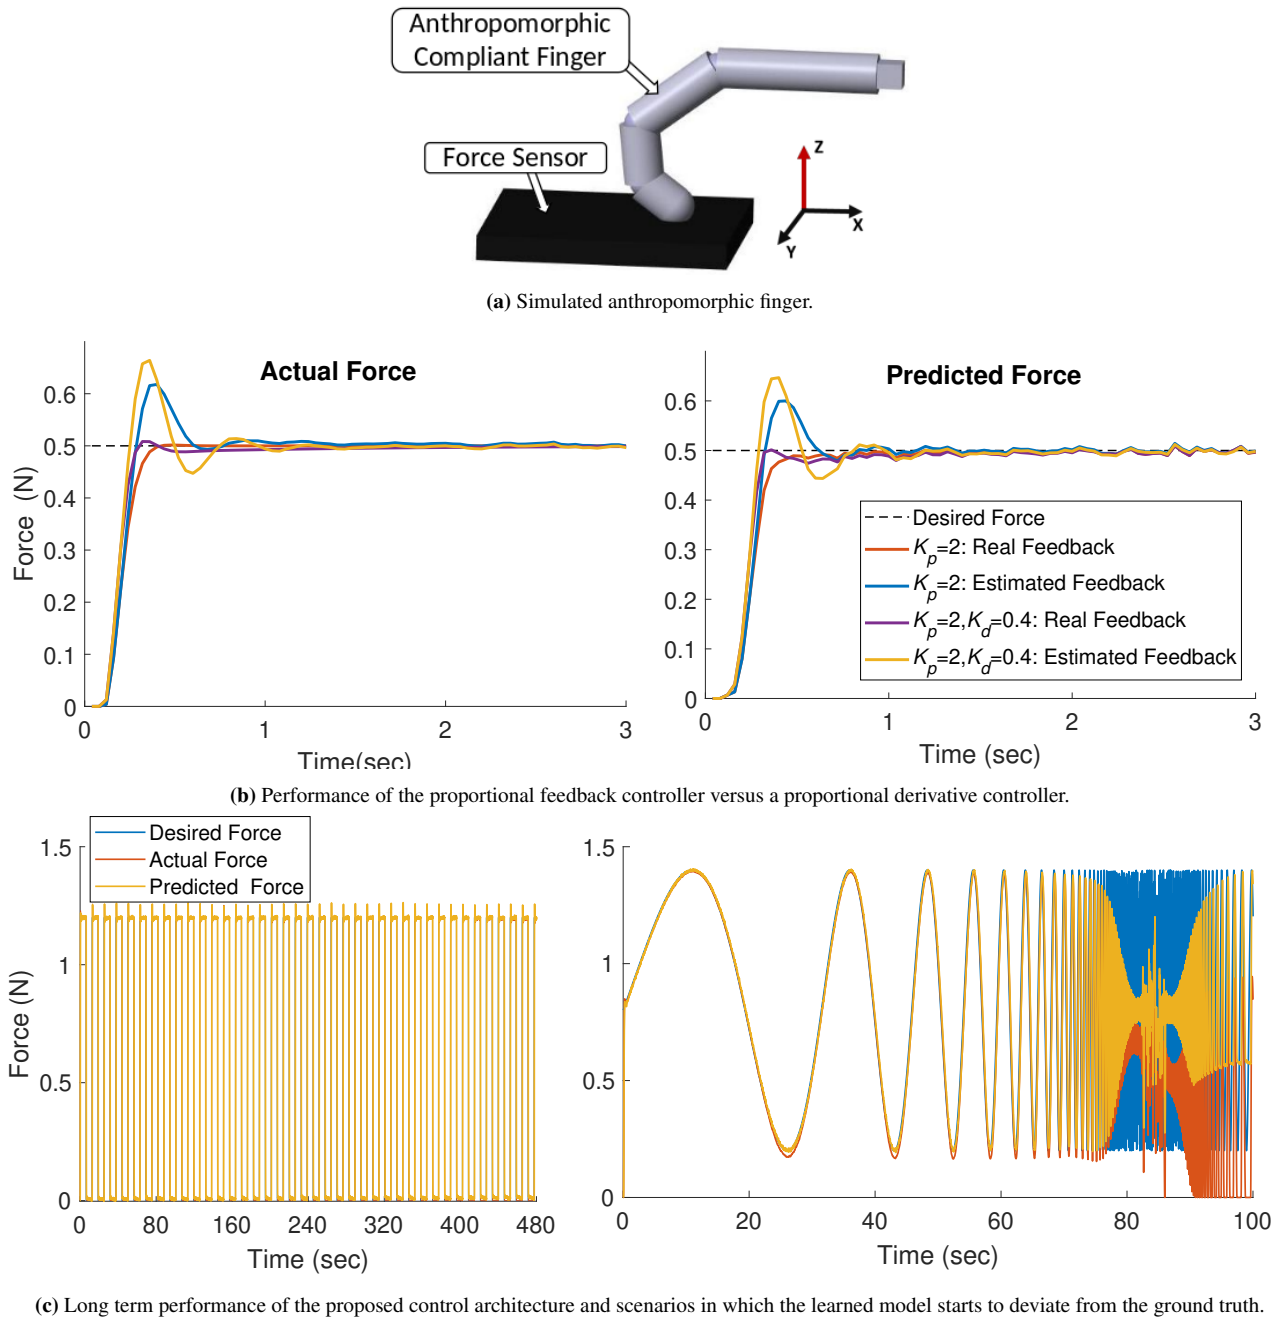 Anthropomorphic
Compliant Finger
Force Sensor
Z
X
Y
(a) Simulated anthropomorphic finger.
Actual Force
Force (N)
0.6
0.5
0.4
0.3
0.2
0.1
0
0 1 2 3
Time(sec)
Predicted Force
0.6
0.5
0.4
0.3
0.2
0.1
0
Desired Force
Kp=2: Real Feedback
Kp=2: Estimated Feedback
Kp=2,Kd=0.4: Real Feedback
Kp=2,Kd=0.4: Estimated Feedback
0 1 2 3
Time (sec)
(b) Performance of the proportional feedback controller versus a proportional derivative controller.
Desired Force
Actual Force
Predicted Force
Force (N)
1.5
1
0.5
0
0 80 160 240 320 400 480
Time (sec)
1.5
1
0.5
0
0 20 40 60 80 100
Time (sec)
(c) Long term performance of the proposed control architecture and scenarios in which the learned model starts to deviate from the ground truth.